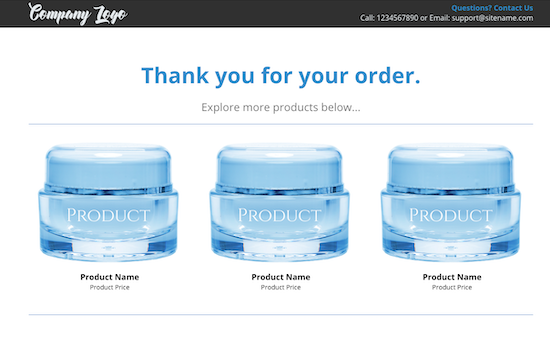 Company Logo
Questions? Contact Us
Call: 1234567890 or Email: support@sitename.com
Thank you for your order.
Explore more products below...
PRODUCT
PRODUCT
PRODUCT
Product Name
Product Name
Product Name
Product Price
Product Price
Product Price